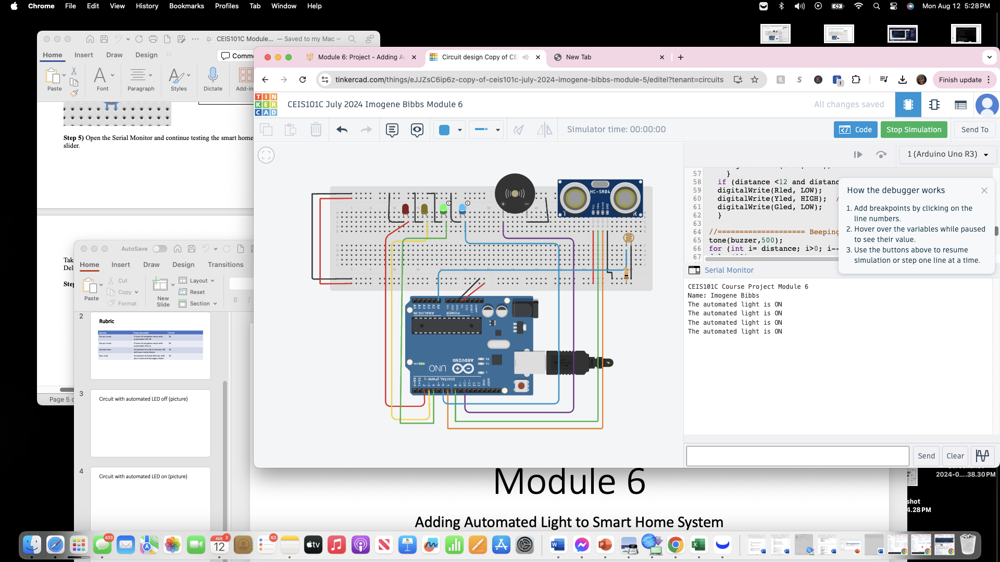 Chrome File Edit View History Bookmarks Profiles Tab Window Help
Mon Aug 12 5:28 PM
CEIS101C Module... — Saved to my Mac
Home Insert Draw Design
Comme
Paste Font Paragraph Styles Dictate Add-in
Step 5) Open the Serial Monitor and continue testing the smart home
slider.
Tak
Del
Step
Page 5 o
AutoSave
Home Insert Draw Design Transitions
Paste
Cut
Copy
Format
New
Slide
Layout
Reset
Section
B I
2
Rubric
Activity Requirement(s) Points
Set up circuit Picture of complete circuit with automated LED off
Set up circuit Picture of complete circuit with automated LED on
Upload code Screenshot of code in Arduino IDE with your name shown
Run code Screenshot of Serial Monitor with your name and messages shown
3
Circuit with automated LED off (picture)
4
Circuit with automated LED on (picture)
Module 6: Project - Adding A
Circuit design Copy of CE
New Tab
tinkercad.com/things/eJJZsC6ip6z-copy-of-ceis101c-july-2024-imogene-bibbs-module-5/editel?tenant=circuits
Finish update
TINKERCAD
CEIS101C July 2024 Imogene Bibbs Module 6
All changes saved
Simulator time: 00:00:00
Code
Stop Simulation
Send To
1 (Arduino Uno R3)
57 }
58 if (distance <12 and distanc
59 digitalWrite(Rled, LOW);
60 digitalWrite(Yled, HIGH); /
61 digitalWrite(Gled, LOW);
62 }
63
64 //==================== Beeping
65 tone(buzzer,500);
66 for (int i= distance; i>0; i--
67
How the debugger works
1. Add breakpoints by clicking on the
line numbers.
2. Hover over the variables while paused
to see their value.
3. Use the buttons above to resume
simulation or step one line at a time.
Serial Monitor
CEIS101C Course Project Module 6
Name: Imogene Bibbs
The automated light is ON
The automated light is ON
The automated light is ON
The automated light is ON
Send
Clear
HC-SR04
T R
ANALOG IN
POWER
ARDUINO
UNO
DIGITAL (PWM ~)
RX
TX
L
ON
Module 6
Adding Automated Light to Smart Home System
2024-0....38.30 PM
shot
4.28 PM
433
AUG
12
3
63
tv